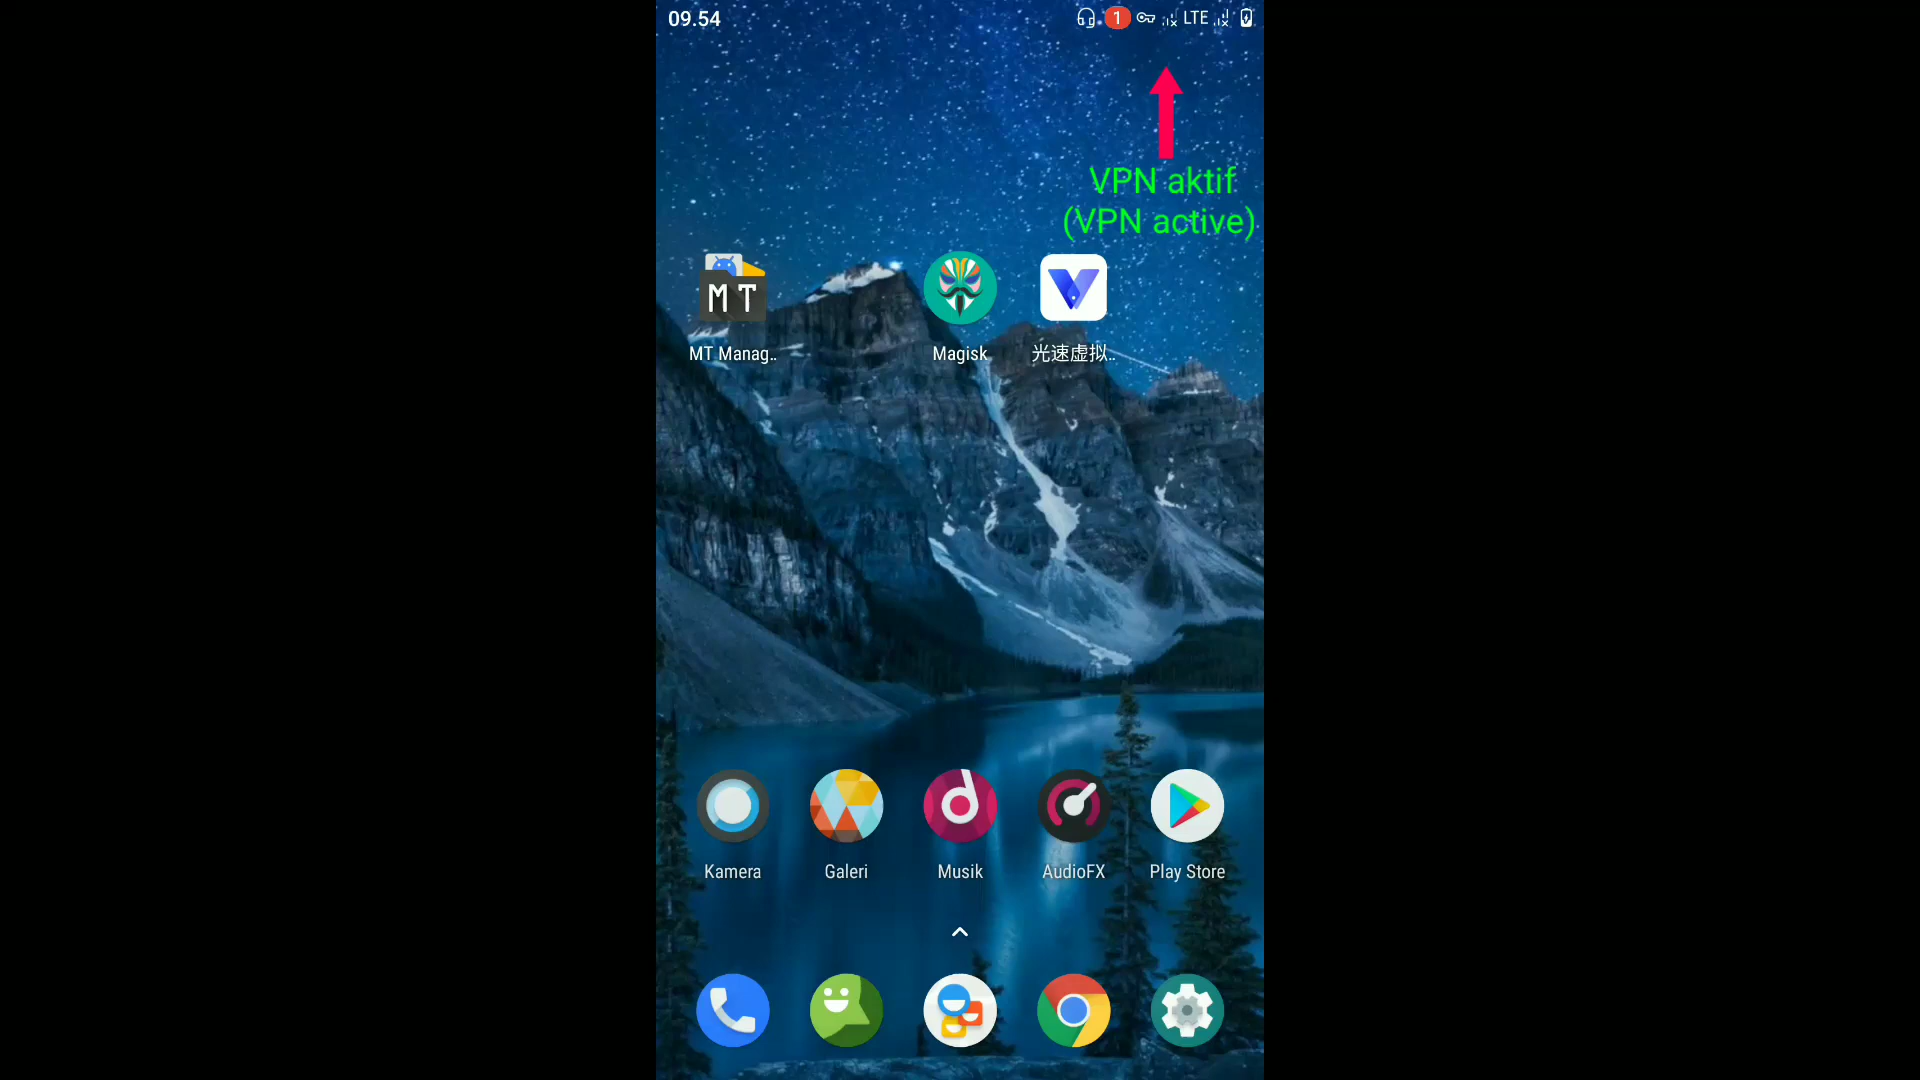 09.54
1
LTE
VPN aktif
(VPN active)
MT
MT Manag..
Magisk
光速虚拟..
Kamera
Galeri
Musik
AudioFX
Play Store